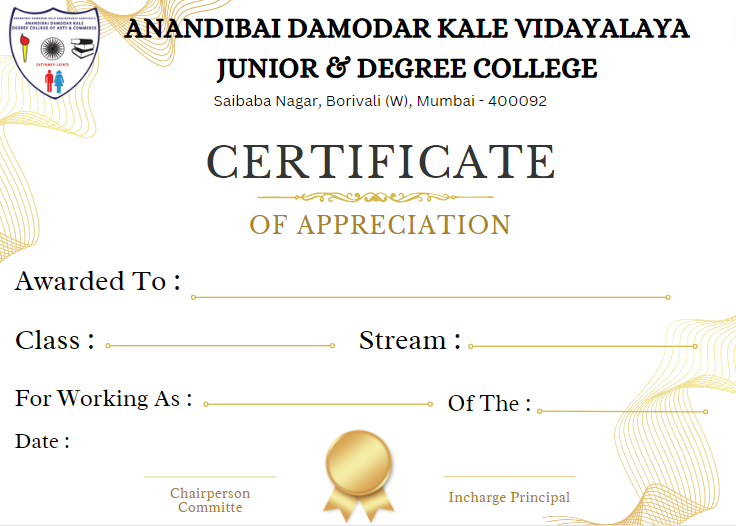 ANANDIBAI DAMODAR KALE
DEGREE COLLEGE OF ARTS & COMMERCE
SATYAMEV JAYATE
ANANDIBAI DAMODAR KALE VIDAYALAYA
JUNIOR & DEGREE COLLEGE
Saibaba Nagar, Borivali (W), Mumbai - 400092
CERTIFICATE
OF APPRECIATION
Awarded To :
Class : Stream :
For Working As : Of The :
Date :
Chairperson
Committe
Incharge Principal